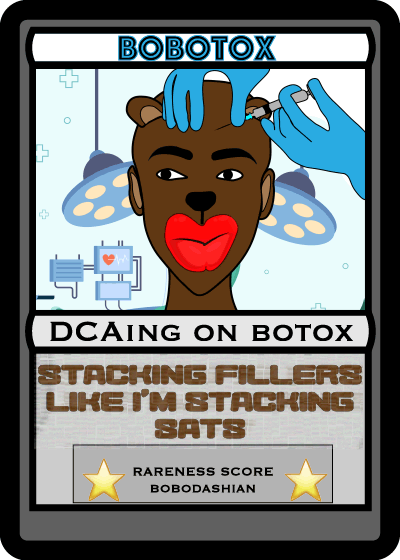 BOBOTOX
DCAING ON BOTOX
STACKING FILLERS
LIKE I'M STACKING
SATS
RARENESS SCORE
BOBODASHIAN